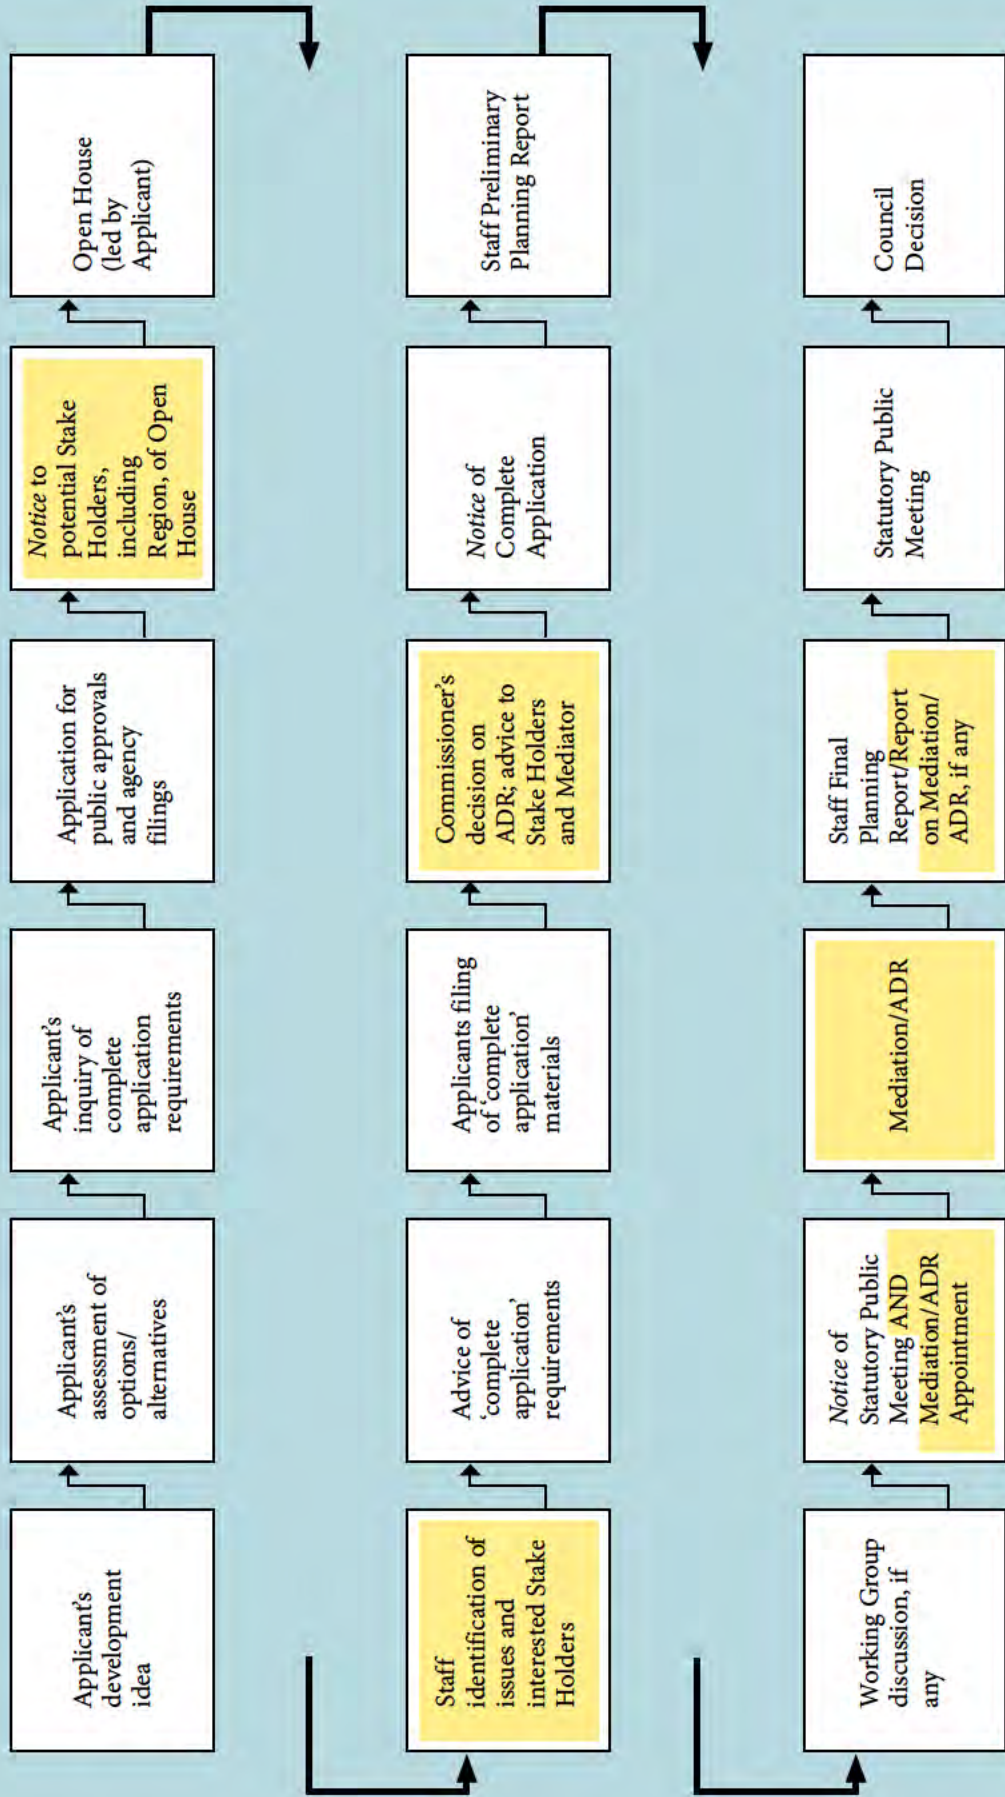 Applicant's
development
idea
Applicant's
assessment of
options/
alternatives
Applicant's
inquiry of
complete
application
requirements
Application for
public approvals
and agency
filings
Notice to
potential Stake
Holders,
including
Region, of Open
House
Open House
(led by
Applicant)
Staff
identification of
issues and
interested Stake
Holders
Advice of
'complete
application'
requirements
Applicants filing
of 'complete
application'
materials
Commissioner's
decision on
ADR; advice to
Stake Holders
and Mediator
Notice of
Complete
Application
Staff Preliminary
Planning Report
Working Group
discussion, if
any
Notice of
Statutory Public
Meeting AND
Mediation/ADR
Appointment
Mediation/ADR
Staff Final
Planning
Report/Report
on Mediation/
ADR, if any
Statutory Public
Meeting
Council
Decision